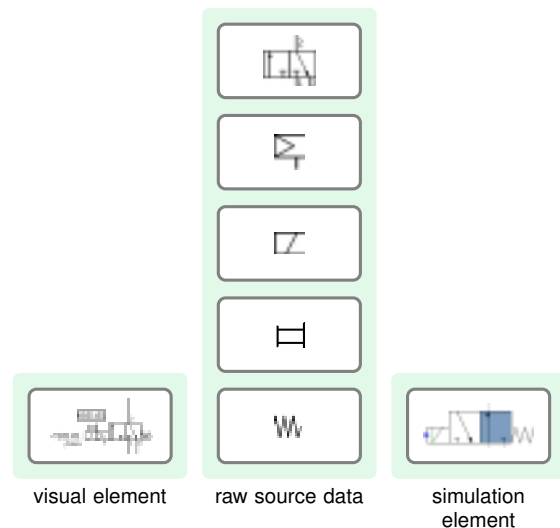 visual element
raw source data
simulation
element